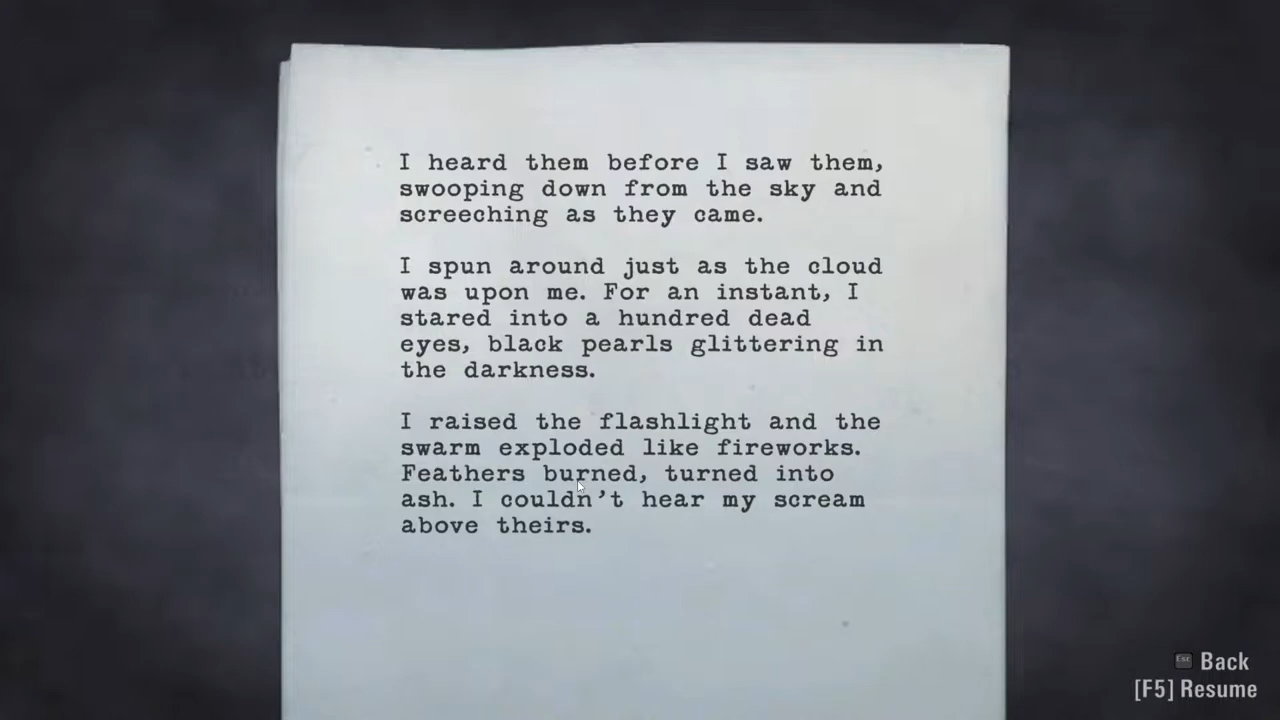 I heard them before I saw them,
swooping down from the sky and
screeching as they came.
I spun around just as the cloud
was upon me. For an instant, I
stared into a hundred dead
eyes, black pearls glittering in
the darkness.
I raised the flashlight and the
swarm exploded like fireworks.
Feathers burned, turned into
ash. I couldn't hear my scream
above theirs.
Esc Back
[F5] Resume